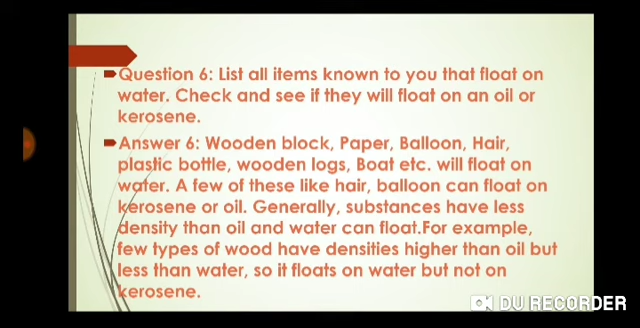 Question 6: List all items known to you that float on
water. Check and see if they will float on an oil or
kerosene.
Answer 6: Wooden block, Paper, Balloon, Hair,
plastic bottle, wooden logs, Boat etc. will float on
water. A few of these like hair, balloon can float on
kerosene or oil. Generally, substances have less
density than oil and water can float.For example,
few types of wood have densities higher than oil but
less than water, so it floats on water but not on
kerosene.
DU RECORDER